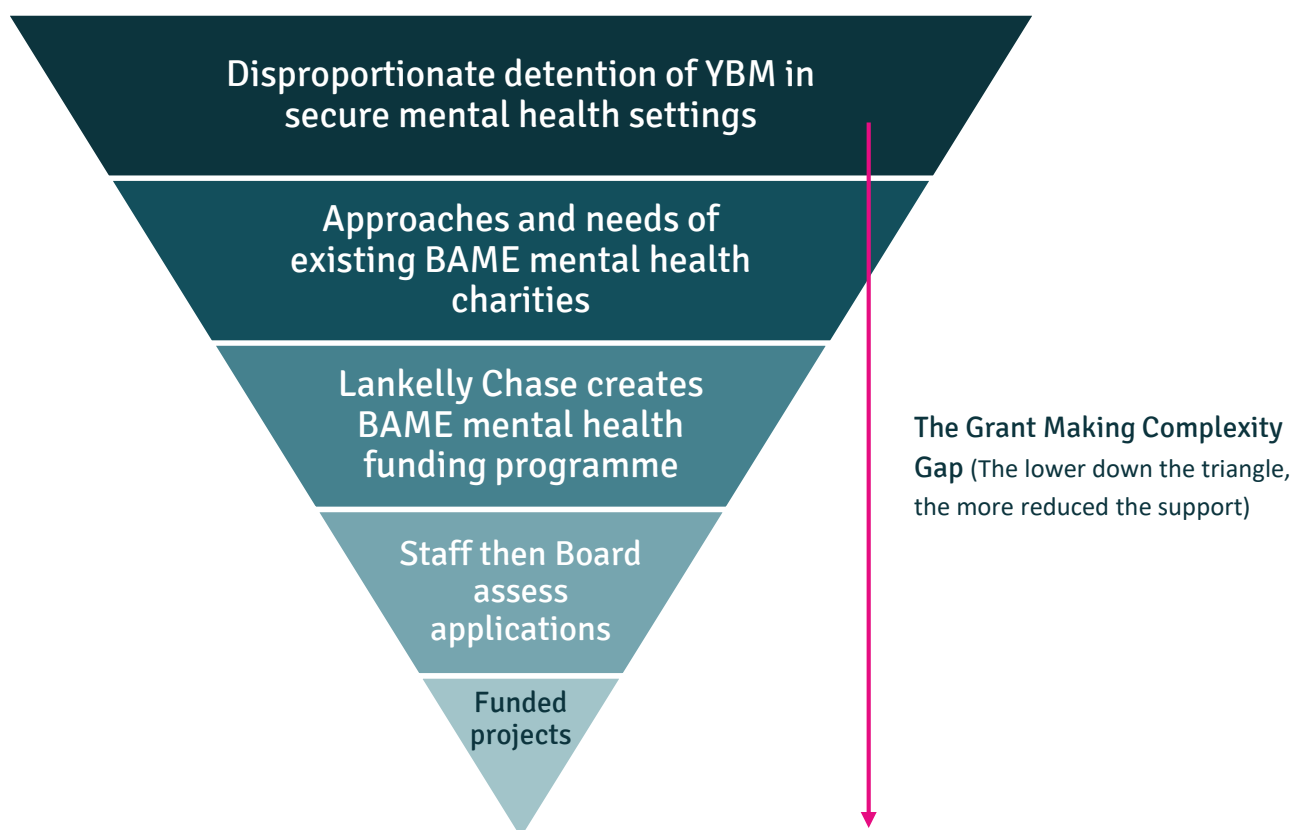 Disproportionate detention of YBM in
secure mental health settings
Approaches and needs of
existing BAME mental health
charities
Lankelly Chase creates
BAME mental health
funding programme
Staff then Board
assess
applications
Funded
projects
The Grant Making Complexity
Gap (The lower down the triangle,
the more reduced the support)